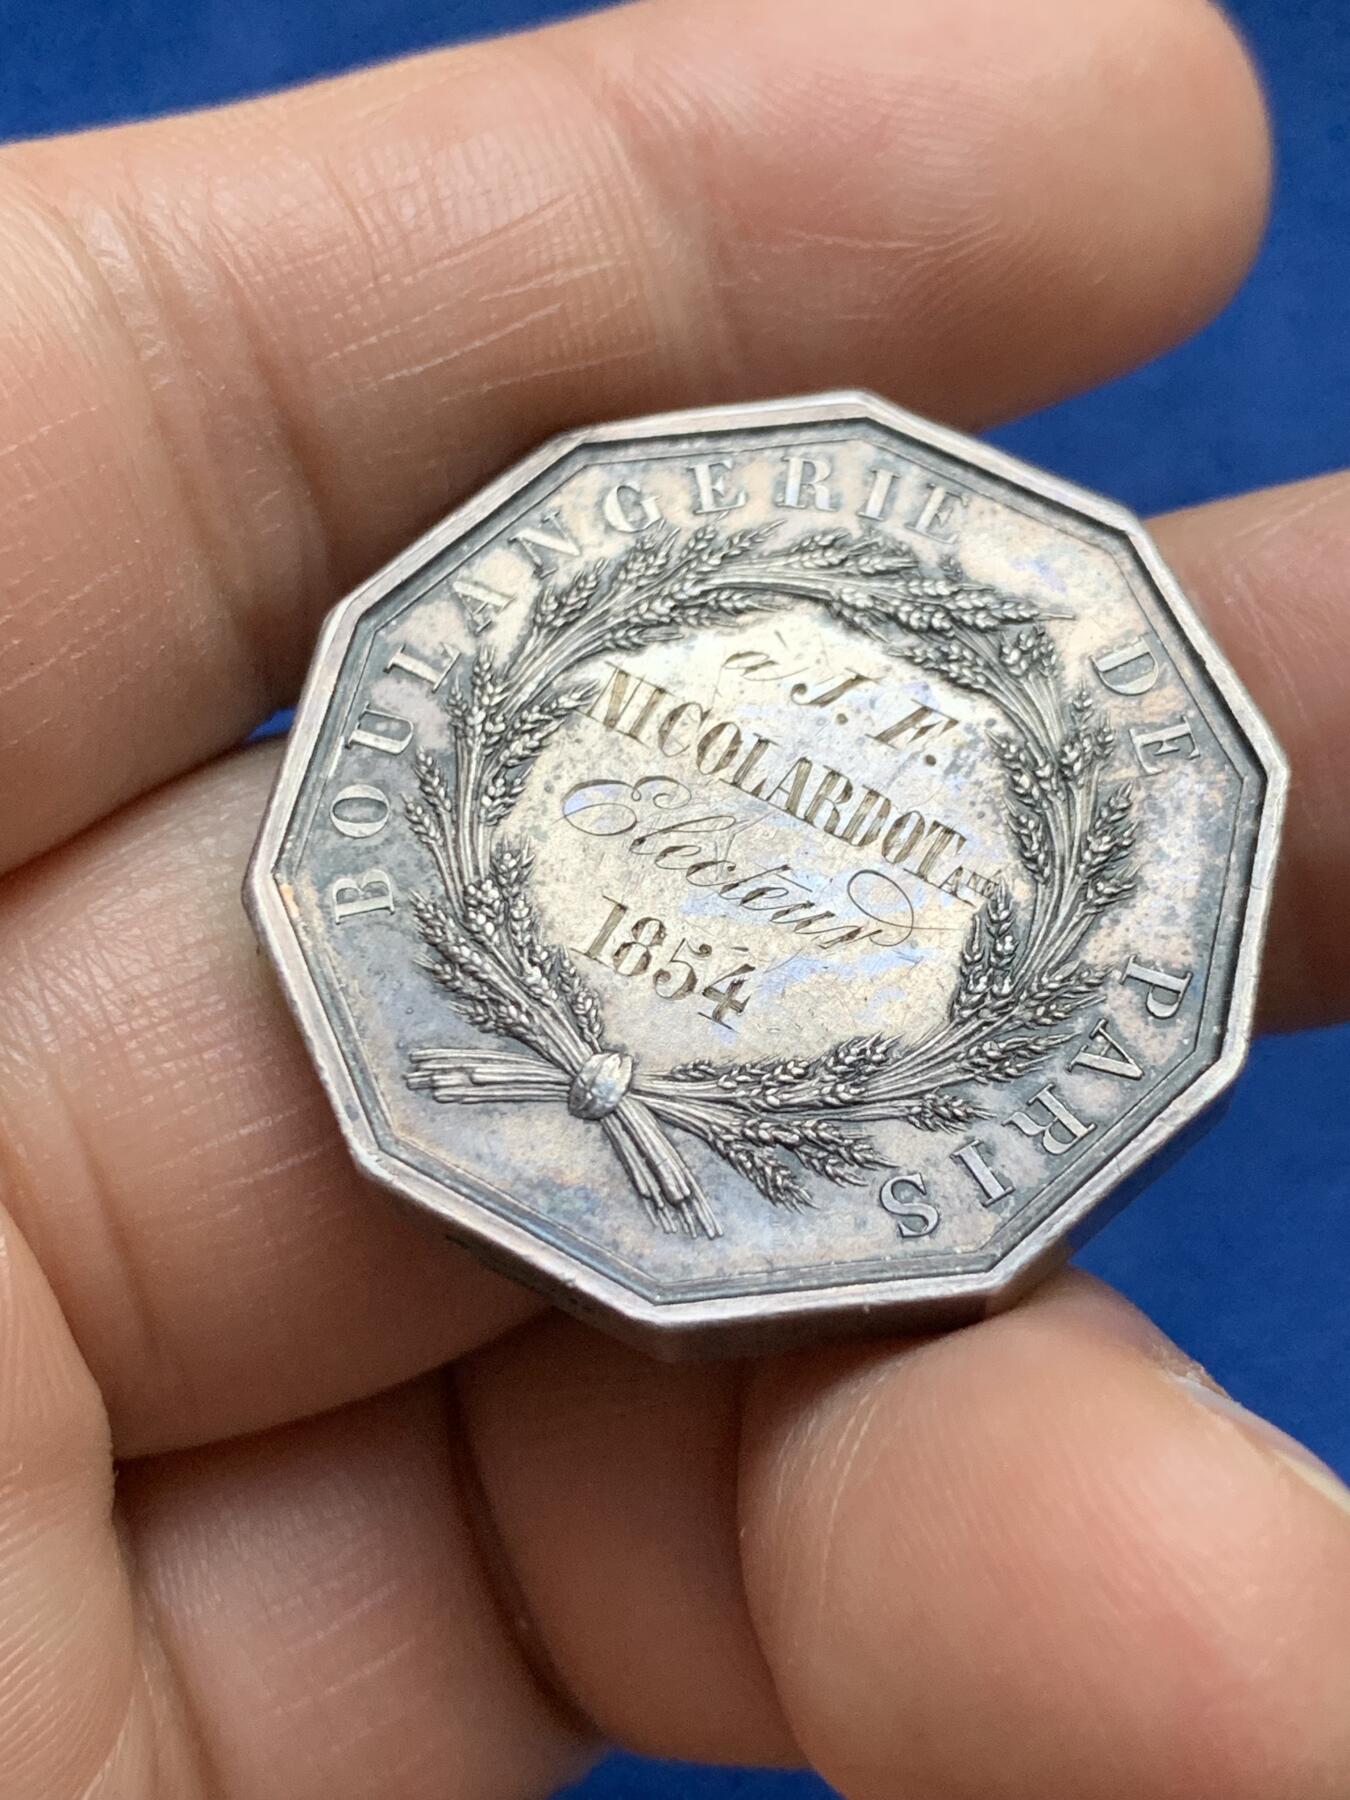 BOULANGERIE DE PARIS
à J. F.
NICOLARDOT AÎNÉ
Electeur
1854